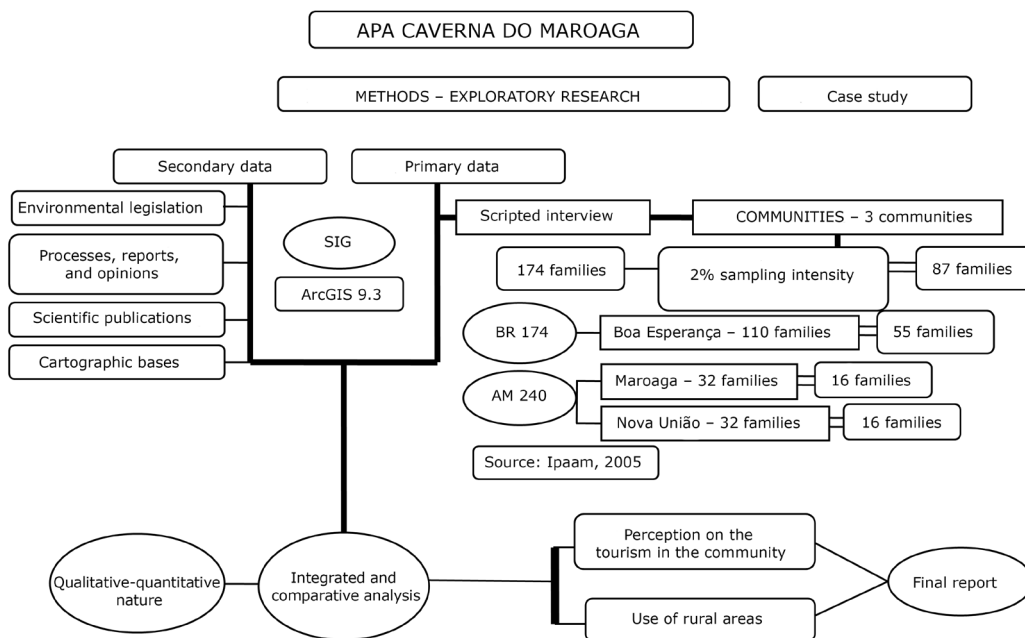 APA CAVERNA DO MAROAGA
METHODS – EXPLORATORY RESEARCH
Case study
Secondary data
Primary data
Environmental legislation
Processes, reports,
and opinions
Scientific publications
Cartographic bases
SIG
ArcGIS 9.3
Scripted interview
COMMUNITIES – 3 communities
174 families
2% sampling intensity
87 families
BR 174
Boa Esperança – 110 families
55 families
AM 240
Maroaga – 32 families
16 families
Nova União – 32 families
16 families
Source: Ipaam, 2005
Qualitative-quantitative
nature
Integrated and
comparative analysis
Perception on the
tourism in the community
Use of rural areas
Final report